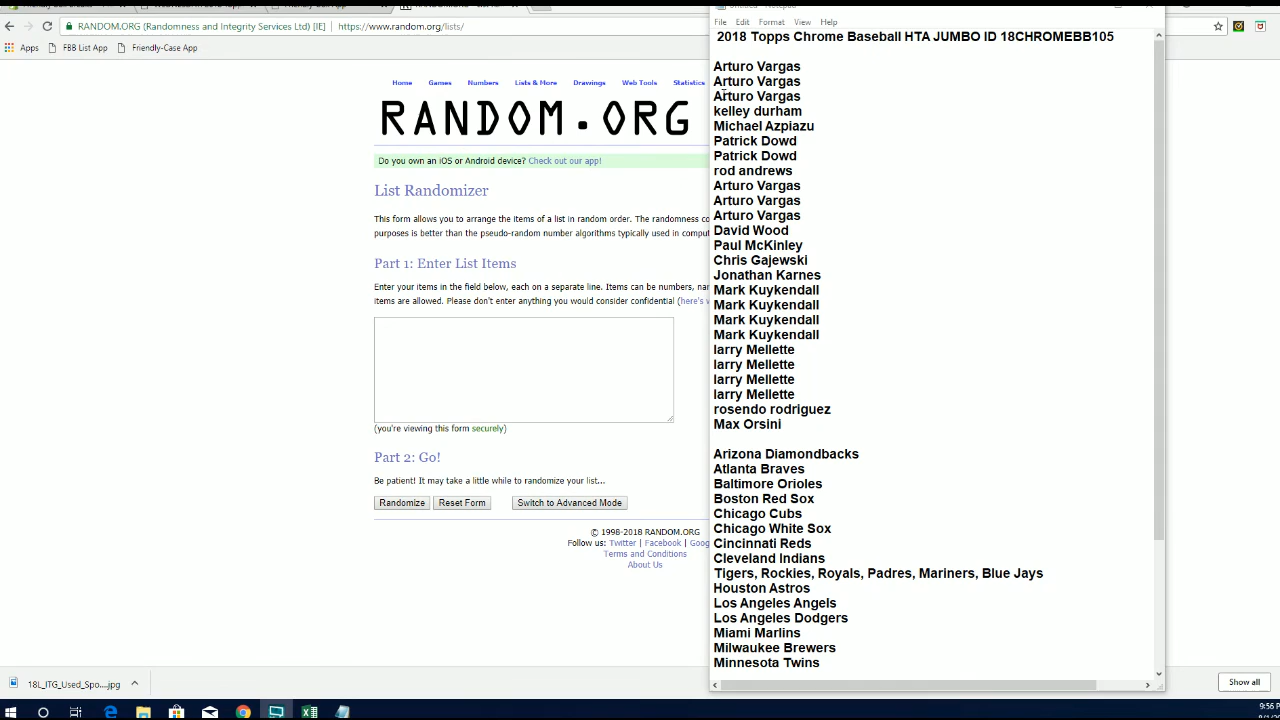 RANDOM.ORG (Randomness and Integrity Services Ltd) [IE] https://www.random.org/lists/
Apps FBB List App Friendly-Case App
Home Games Numbers Lists & More Drawings Web Tools Statistics
RANDOM.ORG
Do you own an iOS or Android device? Check out our app!
List Randomizer
This form allows you to arrange the items of a list in random order. The randomness
purposes is better than the pseudo-random number algorithms typically used in
Part 1: Enter List Items
Enter your items in the field below, each on a separate line. Items can be numbers,
items are allowed. Please don't enter anything you would consider confidential (here's
(you're viewing this form securely)
Part 2: Go!
Be patient! It may take a little while to randomize your list...
Randomize Reset Form Switch to Advanced Mode
© 1998-2018 RANDOM.ORG
Follow us: Twitter | Facebook |
Terms and Conditions
About Us
File Edit Format View Help
2018 Topps Chrome Baseball HTA JUMBO ID 18CHROMEBB105
Arturo Vargas
Arturo Vargas
Arturo Vargas
kelley durham
Michael Azpiazu
Patrick Dowd
Patrick Dowd
rod andrews
Arturo Vargas
Arturo Vargas
Arturo Vargas
David Wood
Paul McKinley
Chris Gajewski
Jonathan Karnes
Mark Kuykendall
Mark Kuykendall
Mark Kuykendall
Mark Kuykendall
larry Mellette
larry Mellette
larry Mellette
larry Mellette
rosendo rodriguez
Max Orsini
Arizona Diamondbacks
Atlanta Braves
Baltimore Orioles
Boston Red Sox
Chicago Cubs
Chicago White Sox
Cincinnati Reds
Cleveland Indians
Tigers, Rockies, Royals, Padres, Mariners, Blue Jays
Houston Astros
Los Angeles Angels
Los Angeles Dodgers
Miami Marlins
Milwaukee Brewers
Minnesota Twins
18L_ITG_Used_Spo....jpg
Show all
9:56 P